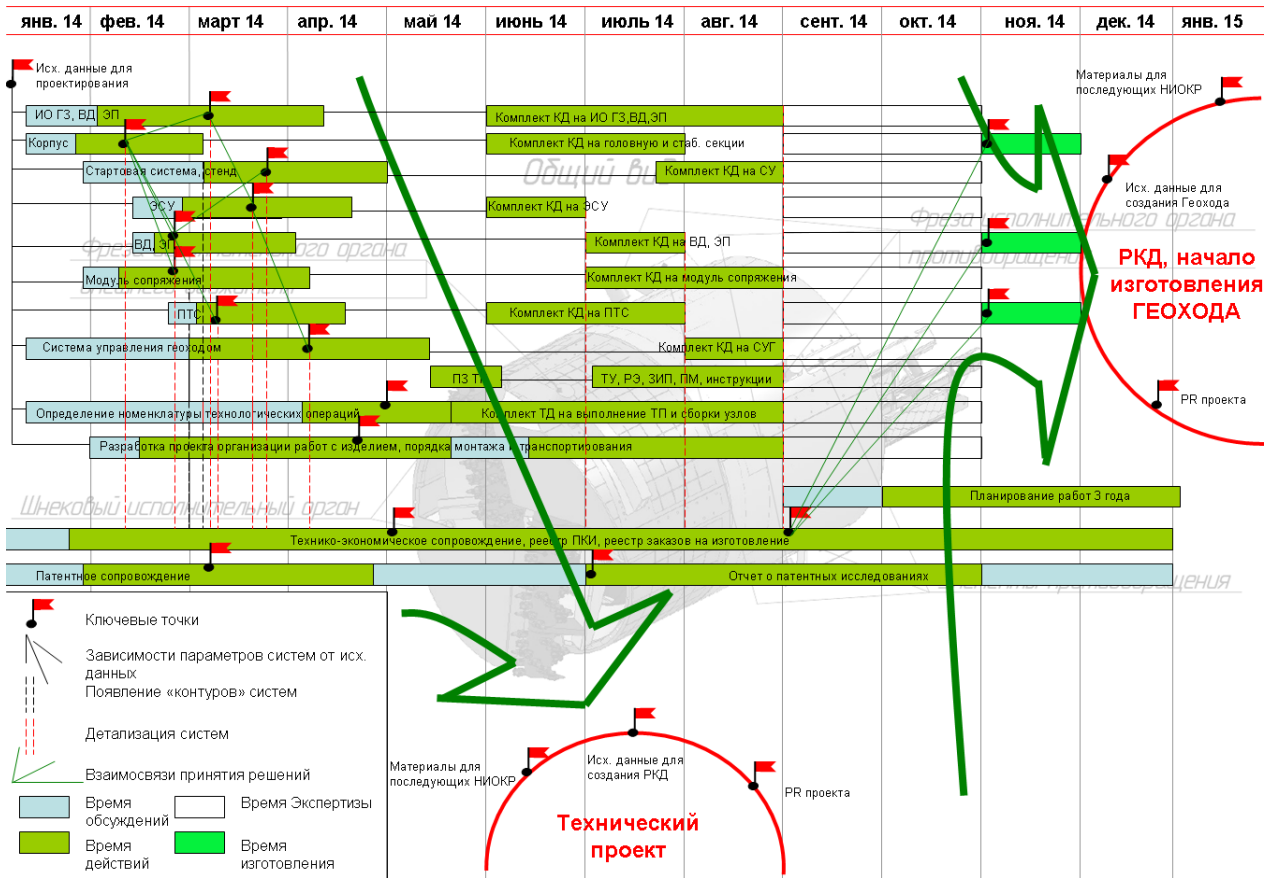 янв. 14 фев. 14 март 14 апр. 14 май 14 июнь 14 июль 14 авг. 14 сент. 14 окт. 14 ноя. 14 дек. 14 янв. 15
Исх. данные для
проектирования
Материалы для
последующих НИОКР
ИО ГЗ, ВД, ЭП
Комплект КД на ИО ГЗ,ВД,ЭП
Корпус
Комплект КД на головную и стаб. секции
Общий вид
Стартовая система, стенд
Комплект КД на СУ
Исх. данные для
создания Геохода
ЭСУ
Комплект КД на ЭСУ
Фреза исполнительного органа
противовращения
ВД, ЭП
Комплект КД на ВД, ЭП
Модуль сопряжения
Комплект КД на модуль сопряжения
РКД, начало
изготовления
ГЕОХОДА
ПТС
Комплект КД на ПТС
Система управления геоходом
Комплект КД на СУГ
ПЗ ТП
ТУ, РЭ, ЗИП, ПМ, инструкции
PR проекта
Определение номенклатуры технологических операций
Комплект ТД на выполнение ТП и сборки узлов
Разработка проекта организации работ с изделием, порядка монтажа и транспортирования
Планирование работ 3 года
Шнековый исполнительный орган
Технико-экономическое сопровождение, реестр ПКИ, реестр заказов на изготовление
Патентное сопровождение
Отчет о патентных исследованиях
Ключевые точки
Зависимости параметров систем от исх.
данных
Появление «контуров» систем
Детализация систем
Взаимосвязи принятия решений
Время
обсуждений
Время Экспертизы
Время
действий
Время
изготовления
Материалы для
последующих НИОКР
Исх. данные для
создания РКД
PR проекта
Технический
проект